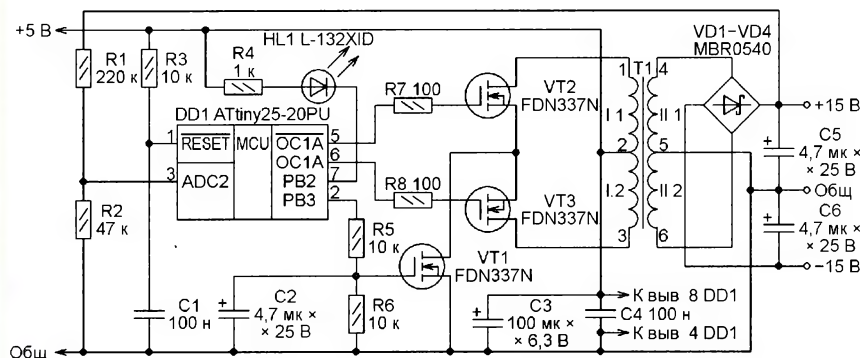 +5 В
R1
220 к
R3
10 к
R4
1 к
HL1 L-132XID
DD1 ATtiny25-20PU
1
RESET
MCU
OC1A
5
OC1A
6
3
ADC2
PB2
7
PB3
2
R7 100
R8 100
VT2
FDN337N
VT3
FDN337N
VT1
FDN337N
R2
47 к
R5
10 к
R6
10 к
C1
100 н
C2
4,7 мк ×
× 25 В
C3
100 мк ×
× 6,3 В
К выв 8 DD1
C4 100 н
К выв 4 DD1
1
T1
4
I 1
II 1
2
5
I.2
II 2
3
6
VD1–VD4
MBR0540
+15 В
C5
4,7 мк ×
× 25 В
Общ
C6
4,7 мк ×
× 25 В
–15 В
Общ